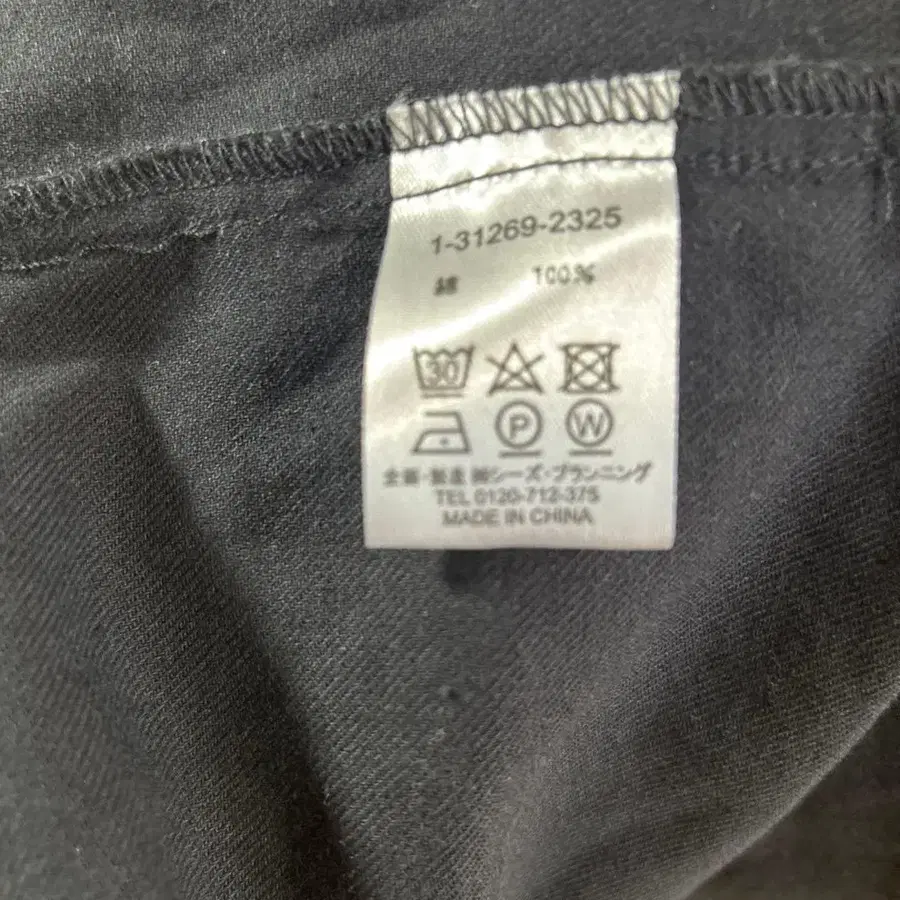 1-31269-2325
綿 100%
30
P W
企画・製造 ㈱シーズ・プランニング
TEL 0120-712-375
MADE IN CHINA